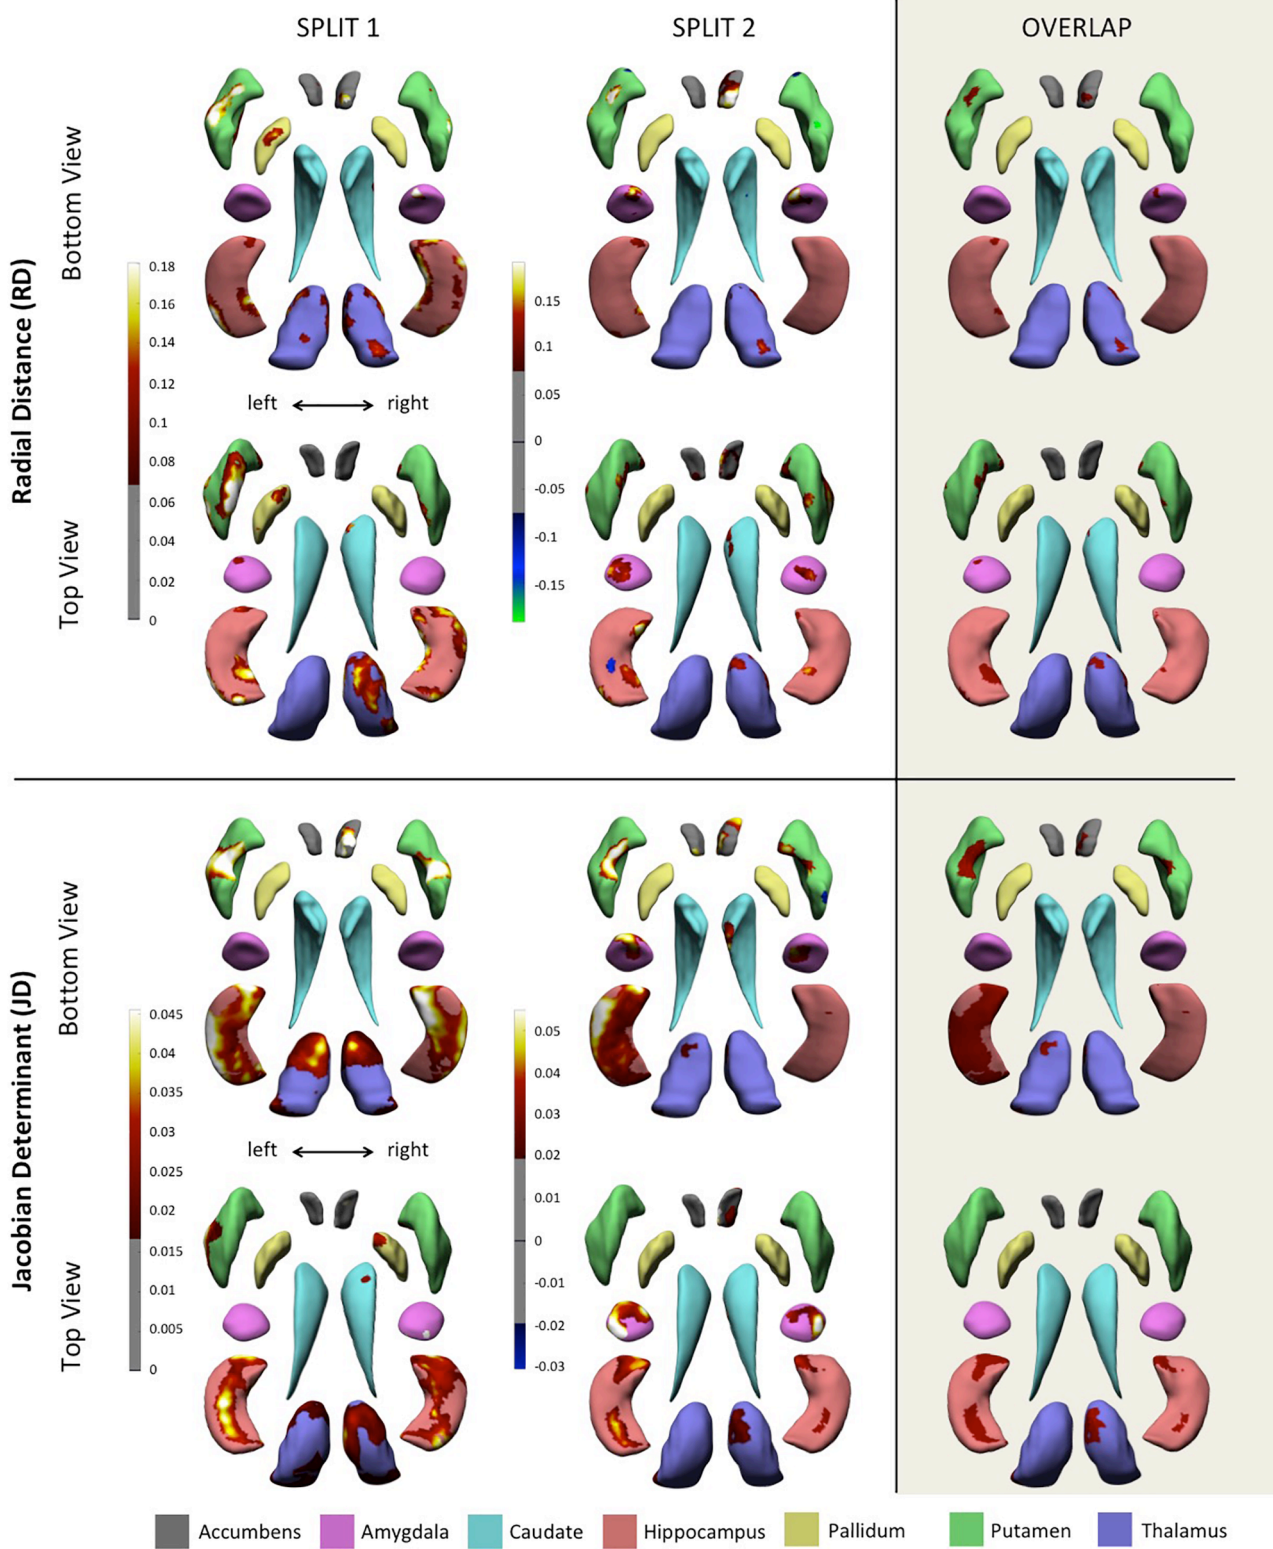 SPLIT 1
SPLIT 2
OVERLAP
Radial Distance (RD)
Bottom View
0.18
0.16
0.14
0.12
0.1
0.08
0.06
0.04
0.02
0
0.15
0.1
0.05
0
-0.05
-0.1
-0.15
left
right
Top View
Jacobian Determinant (JD)
Bottom View
0.045
0.04
0.035
0.03
0.025
0.02
0.015
0.01
0.005
0
0.05
0.04
0.03
0.02
0.01
0
-0.01
-0.02
-0.03
left
right
Top View
Accumbens
Amygdala
Caudate
Hippocampus
Pallidum
Putamen
Thalamus